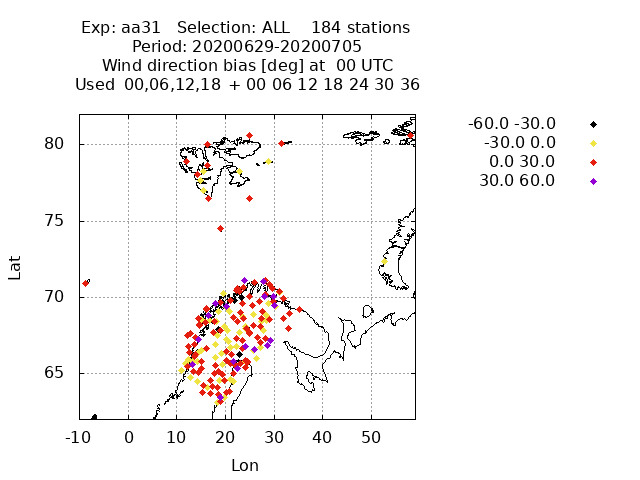 Exp: aa31 Selection: ALL 184 stations
Period: 20200629-20200705
Wind direction bias [deg] at 00 UTC
Used 00,06,12,18 + 00 06 12 18 24 30 36
-60.0 -30.0
-30.0 0.0
0.0 30.0
30.0 60.0
80
75
70
65
Lat
-10 0 10 20 30 40 50
Lon